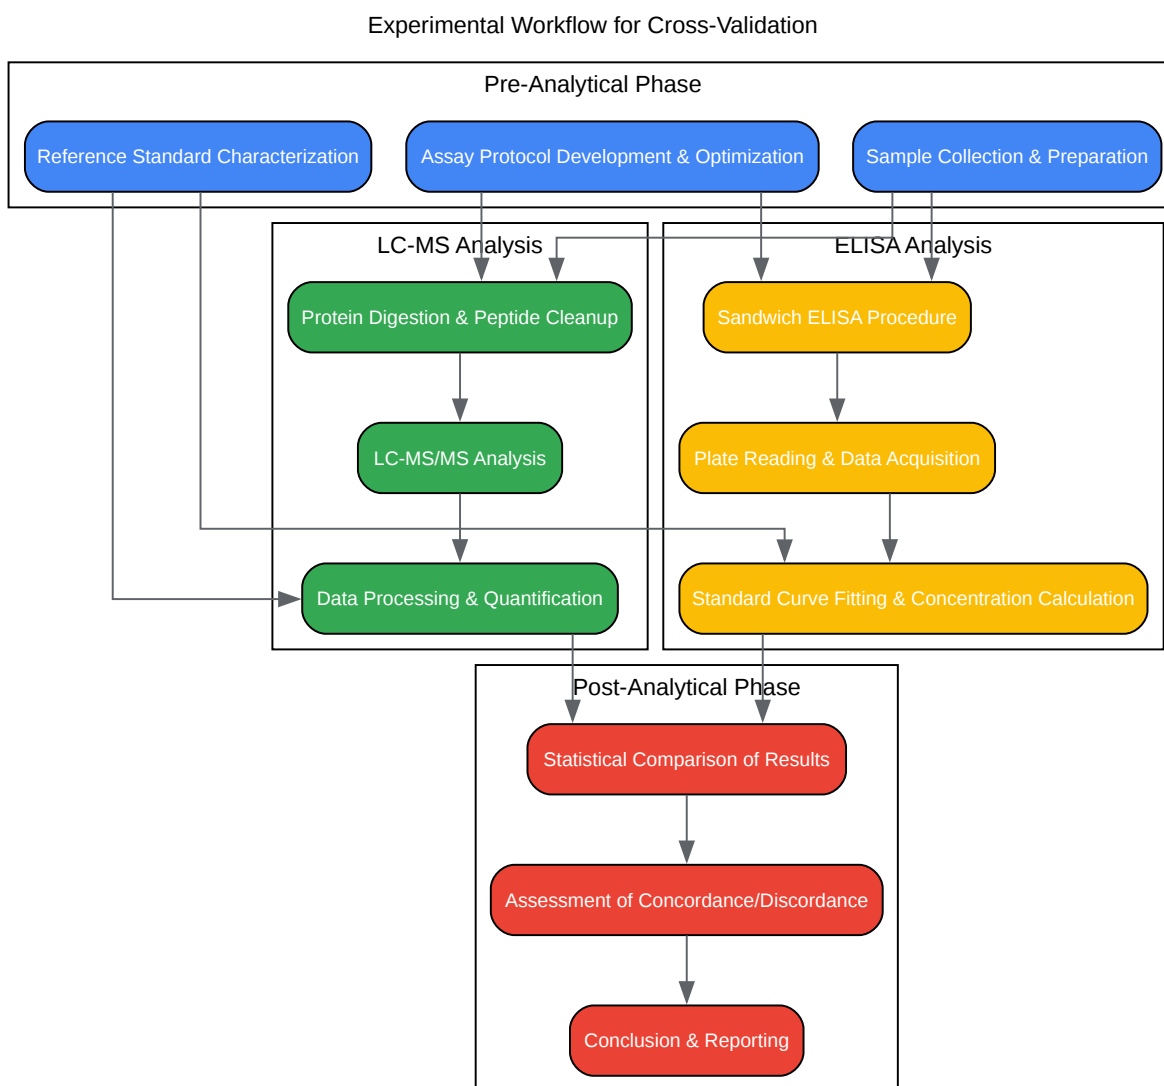 Experimental Workflow for Cross-Validation
Pre-Analytical Phase
Reference Standard Characterization
Assay Protocol Development & Optimization
Sample Collection & Preparation
LC-MS Analysis
ELISA Analysis
Protein Digestion & Peptide Cleanup
Sandwich ELISA Procedure
LC-MS/MS Analysis
Plate Reading & Data Acquisition
Data Processing & Quantification
Standard Curve Fitting & Concentration Calculation
Post-Analytical Phase
Statistical Comparison of Results
Assessment of Concordance/Discordance
Conclusion & Reporting